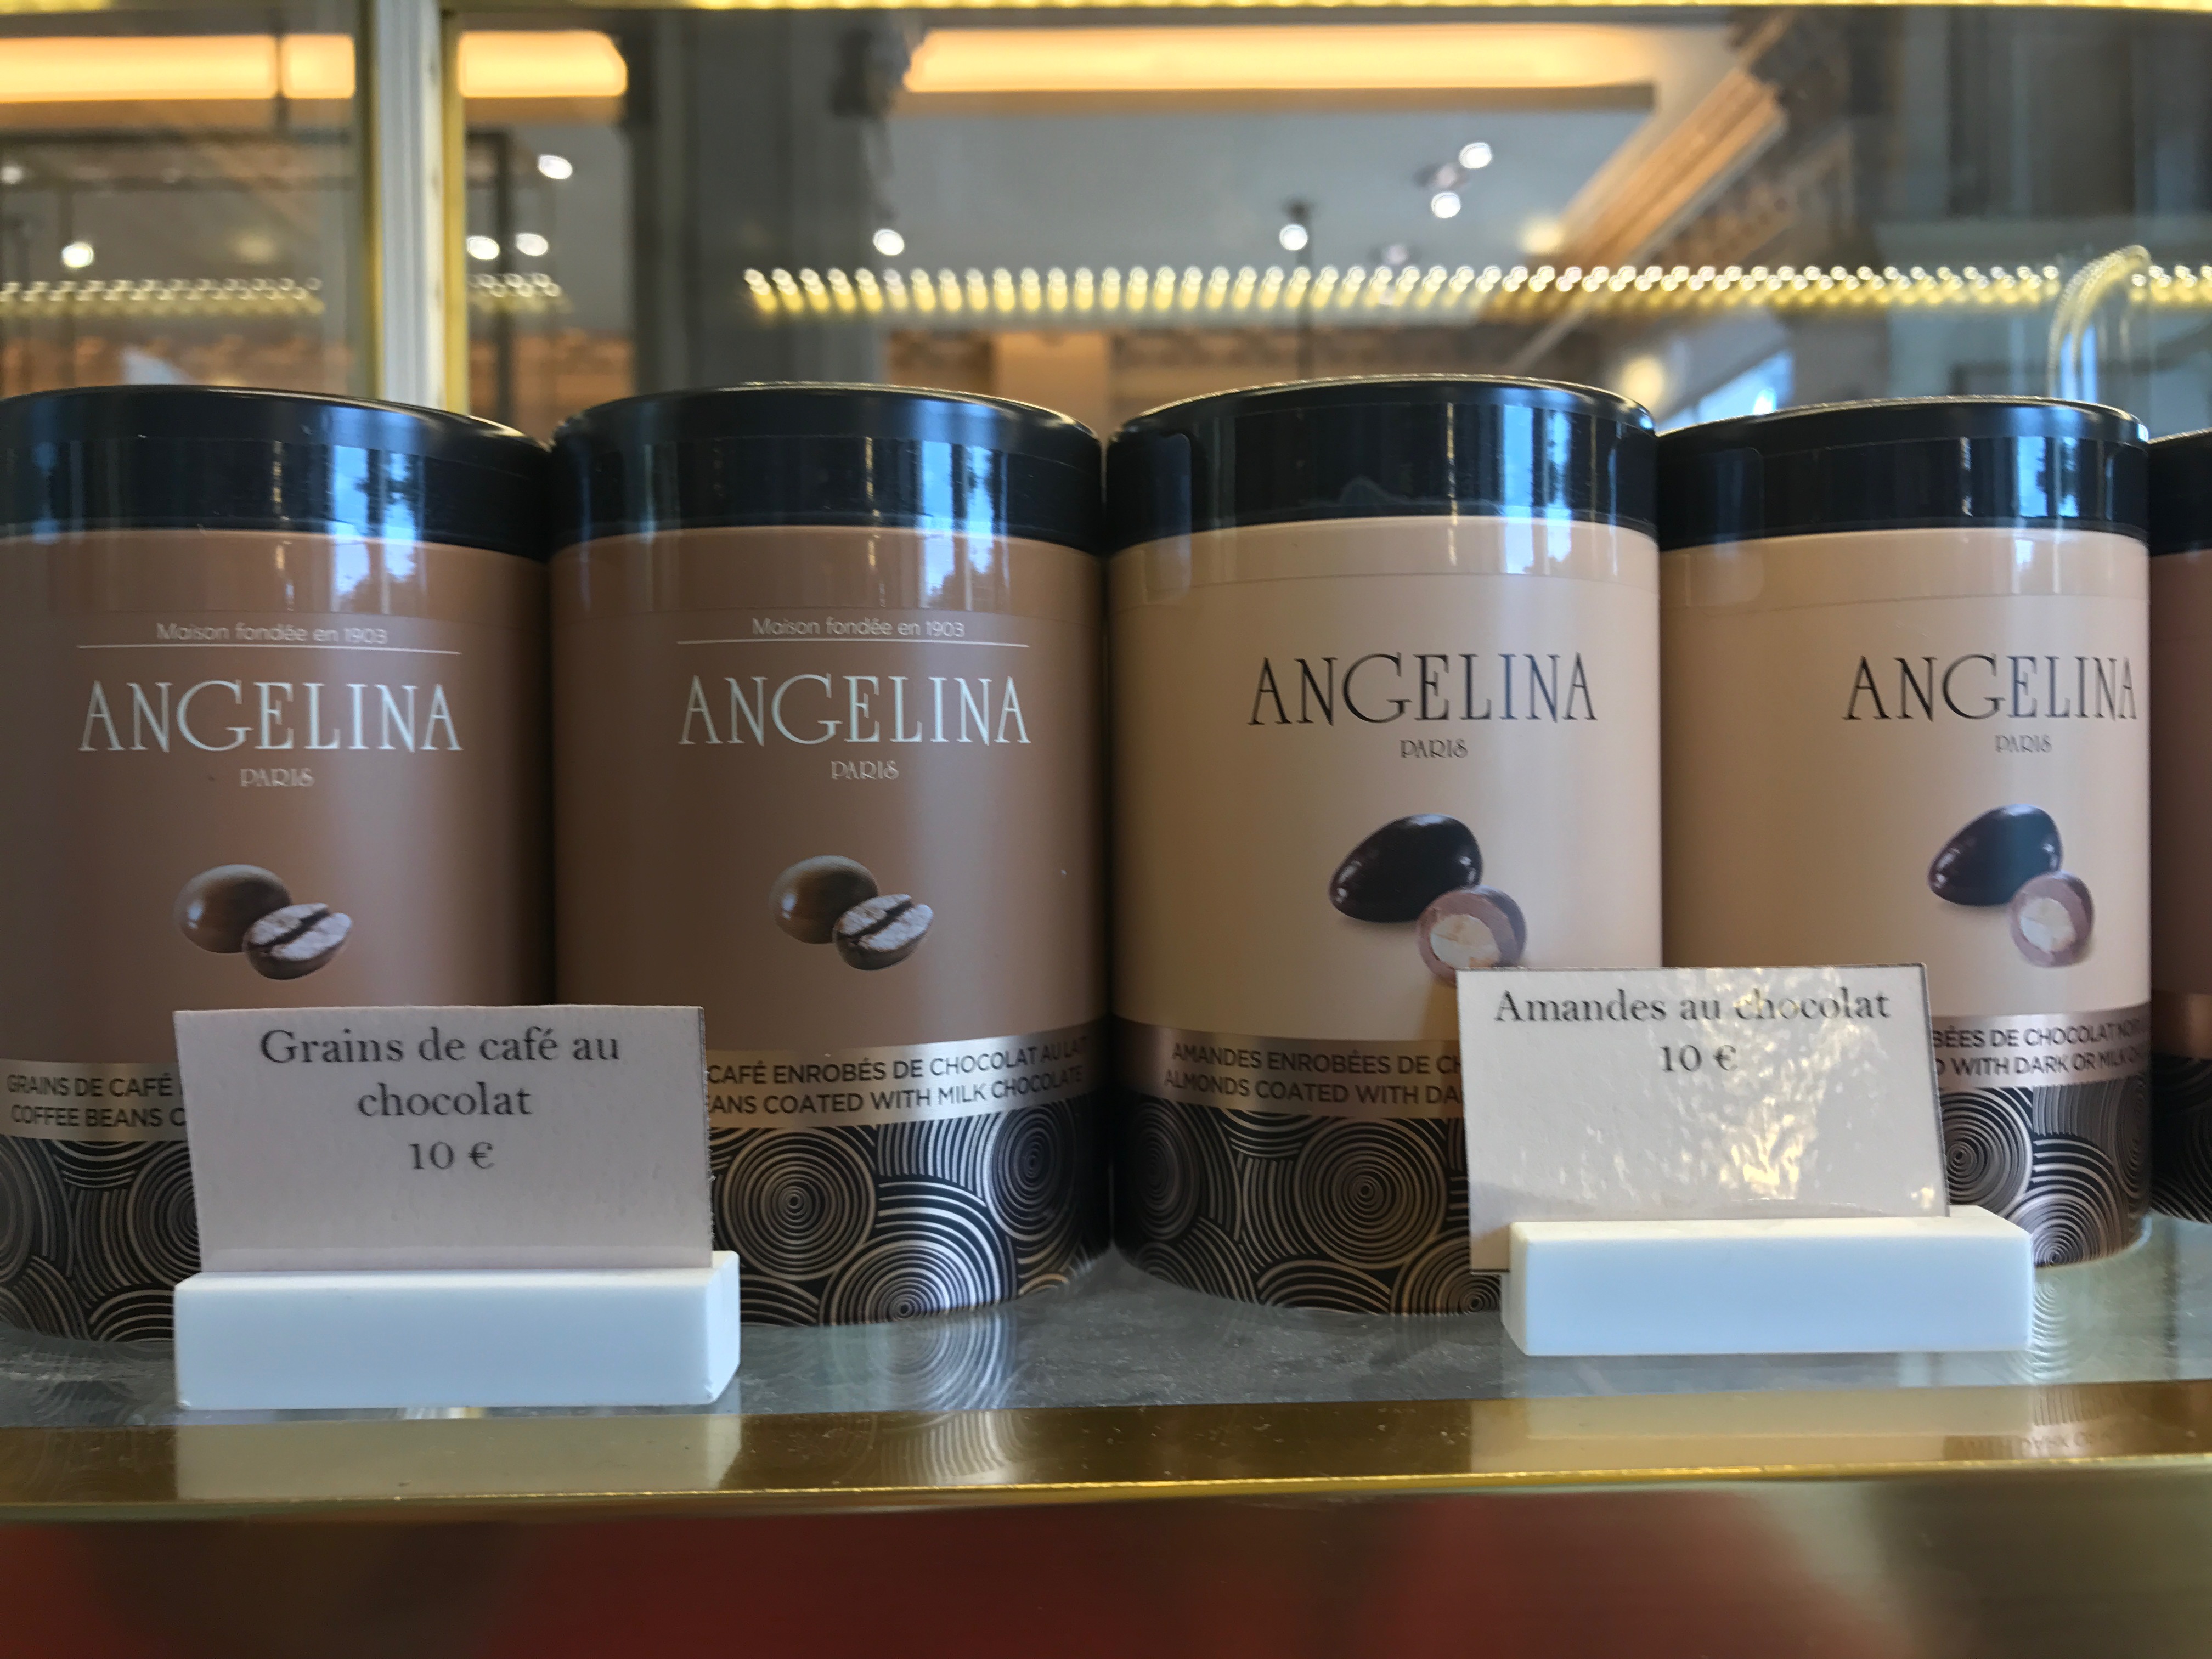 Maison fondée en 1903
ANGELINA
PARIS
GRAINS DE CAFÉ
COFFEE BEANS
Grains de café au
chocolat
10 €
Maison fondée en 1903
ANGELINA
PARIS
CAFÉ ENROBÉS DE CHOCOLAT AU LAIT
COATED WITH MILK CHOCOLATE
ANGELINA
PARIS
AMANDES ENROBÉES DE
ALMONDS COATED WITH
Amandes au chocolat
10 €
ANGELINA
PARIS
DE CHOCOLAT NOIR
WITH DARK OR MILK